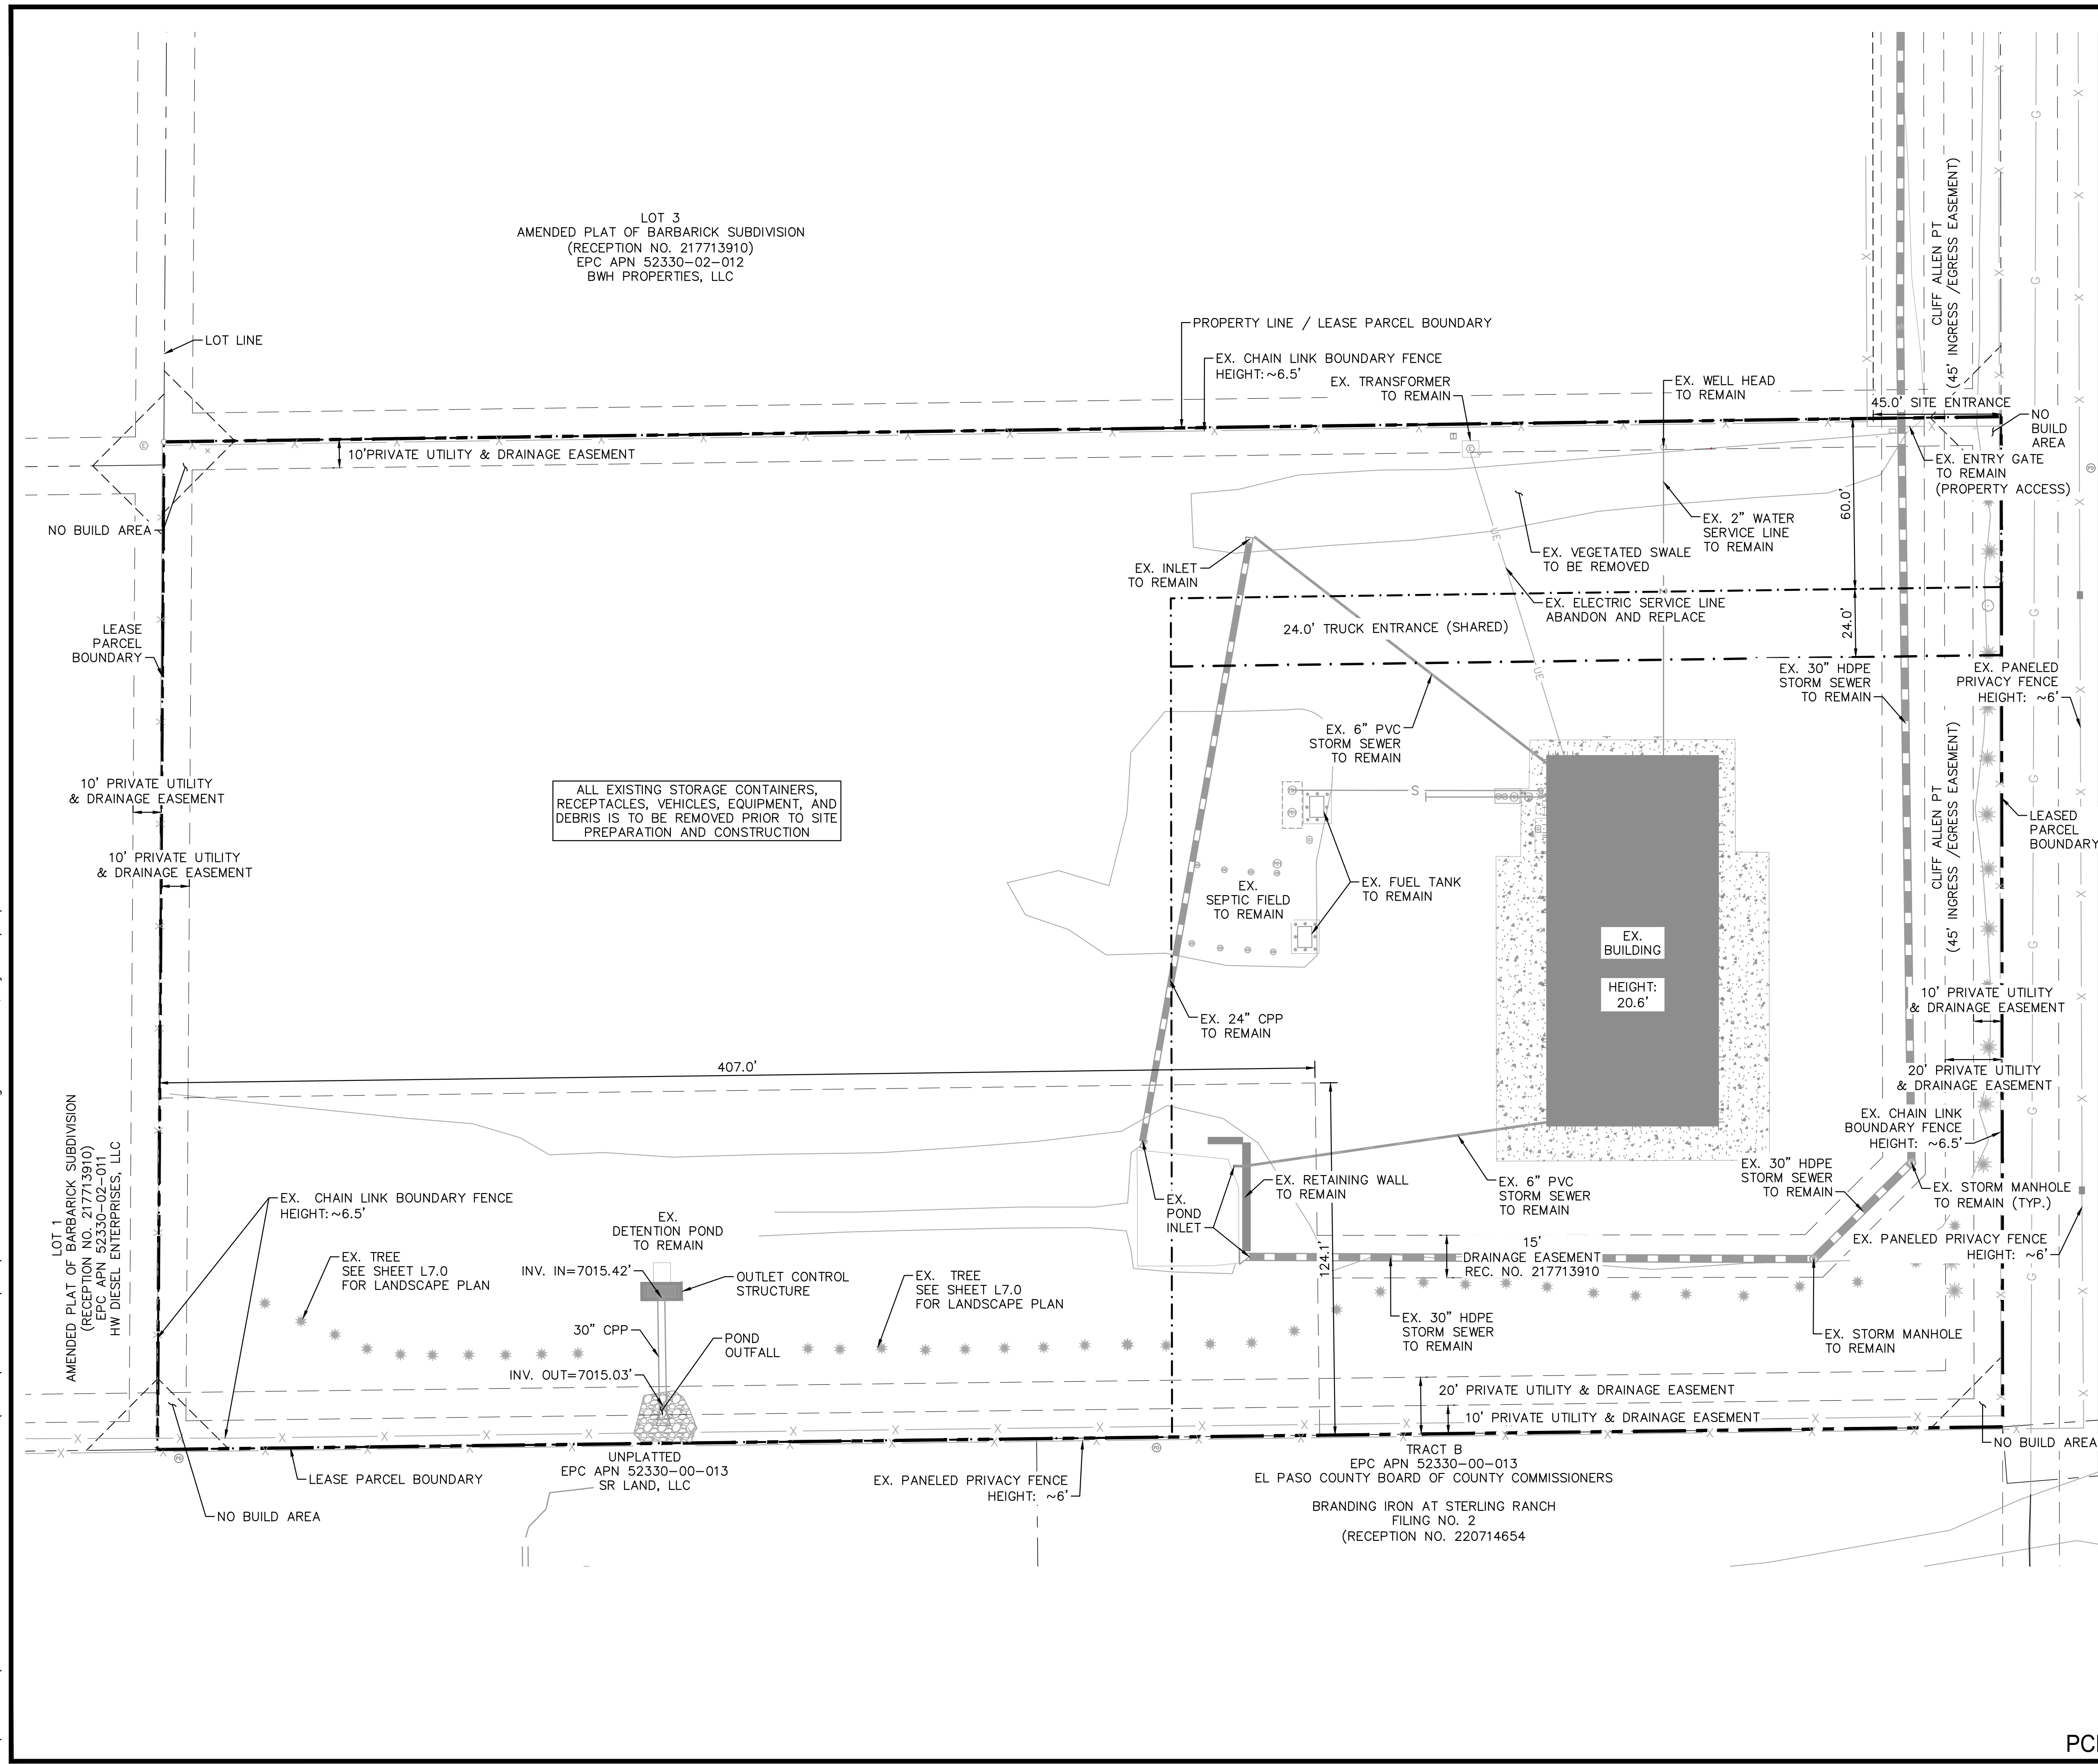 LOT 3
AMENDED PLAT OF BARBARICK SUBDIVISION
(RECEPTION NO. 217713910)
EPC APN 52330-02-012
BWH PROPERTIES, LLC
CLIFF ALLEN PT
(45' INGRESS /EGRESS EASEMENT)
LOT LINE
PROPERTY LINE / LEASE PARCEL BOUNDARY
EX. CHAIN LINK BOUNDARY FENCE
HEIGHT:~6.5'
EX. TRANSFORMER
TO REMAIN
EX. WELL HEAD
TO REMAIN
45.0' SITE ENTRANCE
NO
BUILD
AREA
10'PRIVATE UTILITY & DRAINAGE EASEMENT
EX. ENTRY GATE
TO REMAIN
(PROPERTY ACCESS)
NO BUILD AREA
60.0'
EX. 2" WATER
SERVICE LINE
TO REMAIN
EX. VEGETATED SWALE
TO BE REMOVED
EX. INLET
TO REMAIN
UE
EX. ELECTRIC SERVICE LINE
ABANDON AND REPLACE
24.0'
24.0' TRUCK ENTRANCE (SHARED)
LEASE
PARCEL
BOUNDARY
UE
EX. 30" HDPE
STORM SEWER
TO REMAIN
EX. PANELED
PRIVACY FENCE
HEIGHT: ~6'
EX. 6" PVC
STORM SEWER
TO REMAIN
10' PRIVATE UTILITY
& DRAINAGE EASEMENT
ALL EXISTING STORAGE CONTAINERS,
RECEPTACLES, VEHICLES, EQUIPMENT, AND
DEBRIS IS TO BE REMOVED PRIOR TO SITE
PREPARATION AND CONSTRUCTION
S
CLIFF ALLEN PT
(45' INGRESS /EGRESS EASEMENT)
LEASED
PARCEL
BOUNDARY
10' PRIVATE UTILITY
& DRAINAGE EASEMENT
EX.
SEPTIC FIELD
TO REMAIN
EX. FUEL TANK
TO REMAIN
EX.
BUILDING
HEIGHT:
20.6'
10' PRIVATE UTILITY
& DRAINAGE EASEMENT
EX. 24" CPP
TO REMAIN
407.0'
20' PRIVATE UTILITY
& DRAINAGE EASEMENT
LOT 1
AMENDED PLAT OF BARBARICK SUBDIVISION
(RECEPTION NO. 217713910)
EPC APN 52330-02-011
HW DIESEL ENTERPRISES, LLC
EX. CHAIN LINK
BOUNDARY FENCE
HEIGHT: ~6.5'
EX. 30" HDPE
STORM SEWER
TO REMAIN
EX. RETAINING WALL
TO REMAIN
EX. 6" PVC
STORM SEWER
TO REMAIN
EX. STORM MANHOLE
TO REMAIN (TYP.)
EX. CHAIN LINK BOUNDARY FENCE
HEIGHT:~6.5'
EX.
POND
INLET
EX.
DETENTION POND
TO REMAIN
124.1'
15'
DRAINAGE EASEMENT
REC. NO. 217713910
EX. PANELED PRIVACY FENCE
HEIGHT: ~6'
EX. TREE
SEE SHEET L7.0
FOR LANDSCAPE PLAN
INV. IN=7015.42'
OUTLET CONTROL
STRUCTURE
EX. TREE
SEE SHEET L7.0
FOR LANDSCAPE PLAN
30" CPP
POND
OUTFALL
EX. 30" HDPE
STORM SEWER
TO REMAIN
EX. STORM MANHOLE
TO REMAIN
INV. OUT=7015.03'
20' PRIVATE UTILITY & DRAINAGE EASEMENT
10' PRIVATE UTILITY & DRAINAGE EASEMENT
NO BUILD AREA
LEASE PARCEL BOUNDARY
UNPLATTED
EPC APN 52330-00-013
SR LAND, LLC
EX. PANELED PRIVACY FENCE
HEIGHT: ~6'
TRACT B
EPC APN 52330-00-013
EL PASO COUNTY BOARD OF COUNTY COMMISSIONERS
BRANDING IRON AT STERLING RANCH
FILING NO. 2
(RECEPTION NO. 220714654
NO BUILD AREA